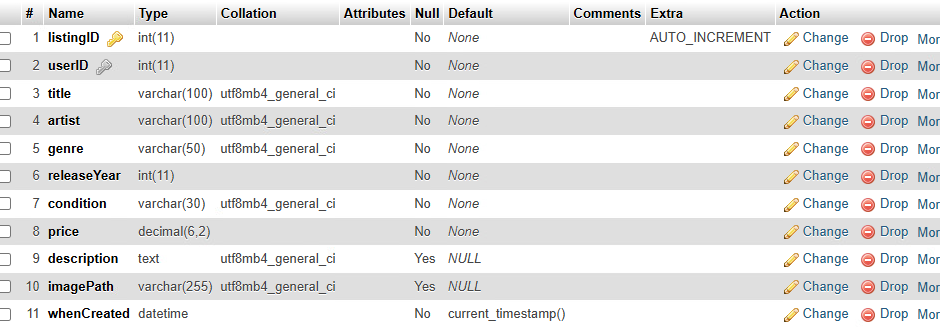 # Name Type Collation Attributes Null Default Comments Extra Action
1 listingID int(11) No None AUTO_INCREMENT Change Drop Mor
2 userID int(11) No None Change Drop Mor
3 title varchar(100) utf8mb4_general_ci No None Change Drop Mor
4 artist varchar(100) utf8mb4_general_ci No None Change Drop Mor
5 genre varchar(50) utf8mb4_general_ci No None Change Drop Mor
6 releaseYear int(11) No None Change Drop Mor
7 condition varchar(30) utf8mb4_general_ci No None Change Drop Mor
8 price decimal(6,2) No None Change Drop Mor
9 description text utf8mb4_general_ci Yes NULL Change Drop Mor
10 imagePath varchar(255) utf8mb4_general_ci Yes NULL Change Drop Mor
11 whenCreated datetime No current_timestamp() Change Drop Mor